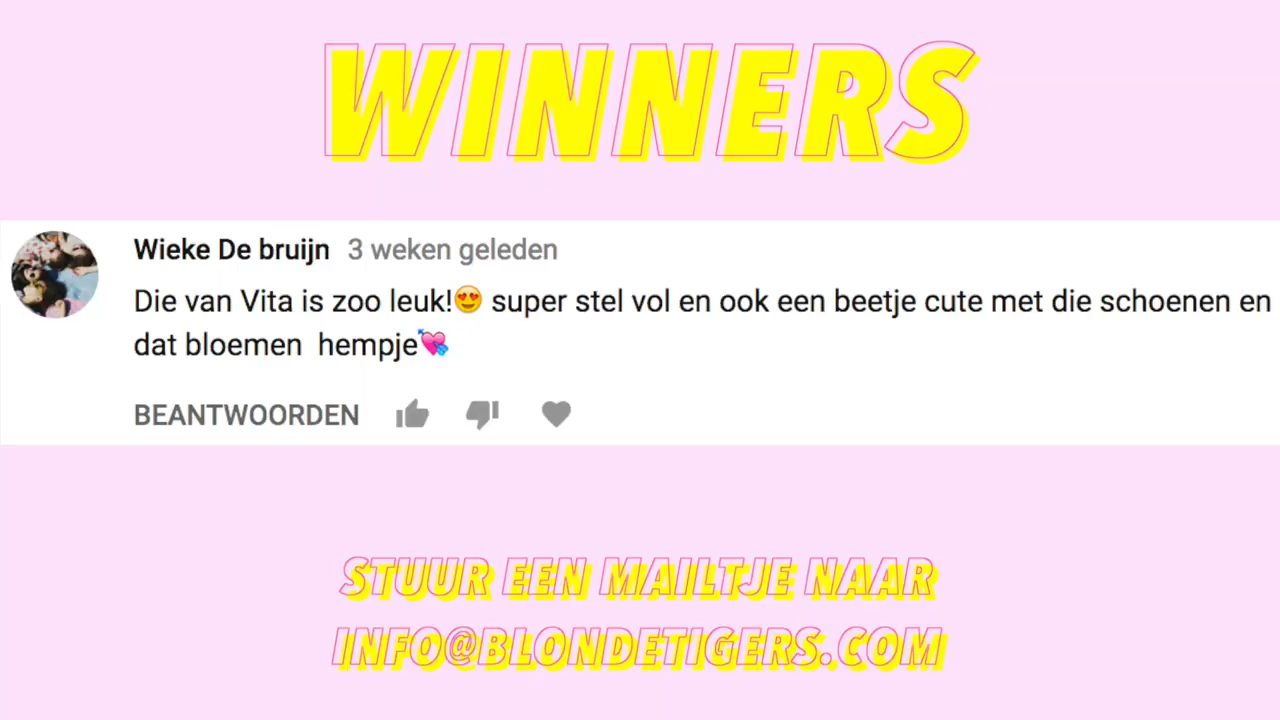 WINNERS
Wieke De bruijn 3 weken geleden
Die van Vita is zoo leuk!😍 super stel vol en ook een beetje cute met die schoenen en
dat bloemen hempje💘
BEANTWOORDEN
STUUR EEN MAILTJE NAAR
INFO@BLONDETIGERS.COM